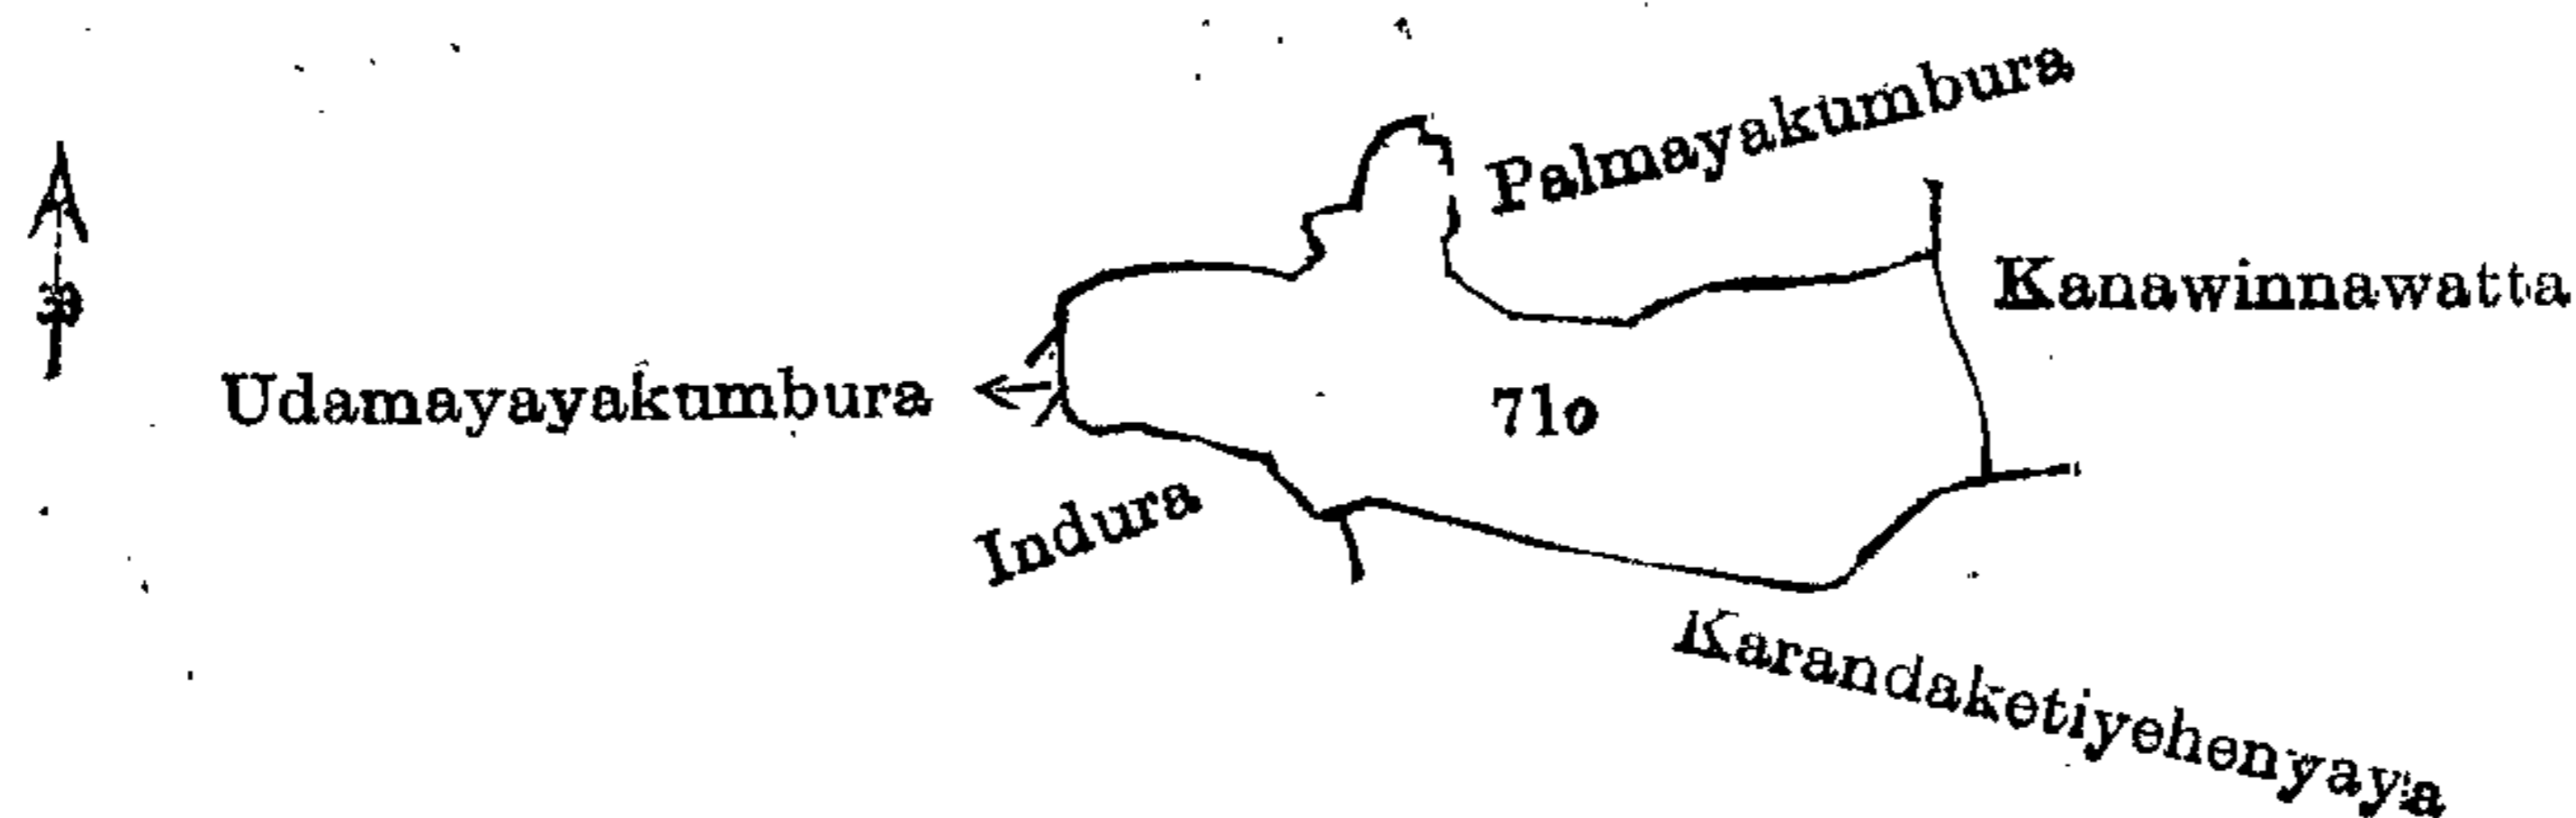 Palmayakumbura
Kanawinnawatta
Udamayayakumbura
71o
Indura
Karandaketiyehenyaya